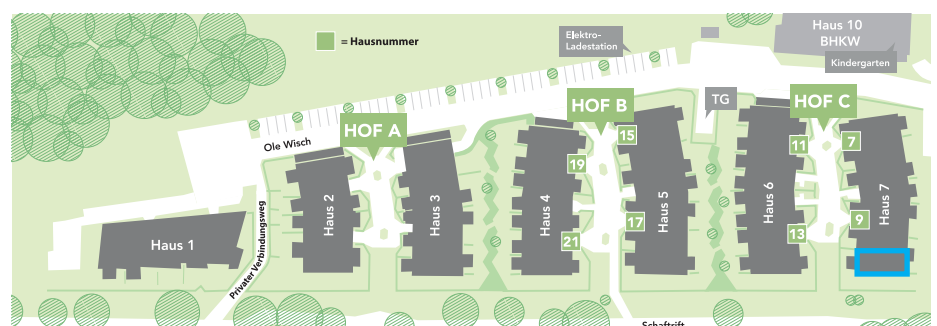 Haus 10
BHKW
Kindergarten
Elektro-
Ladestation
= Hausnummer
TG
HOF A
HOF B
HOF C
Ole Wisch
15
19
11
7
17
21
13
9
Haus 1
Haus 2
Haus 3
Haus 4
Haus 5
Haus 6
Haus 7
Privater Verbindungsweg
Schaftrift